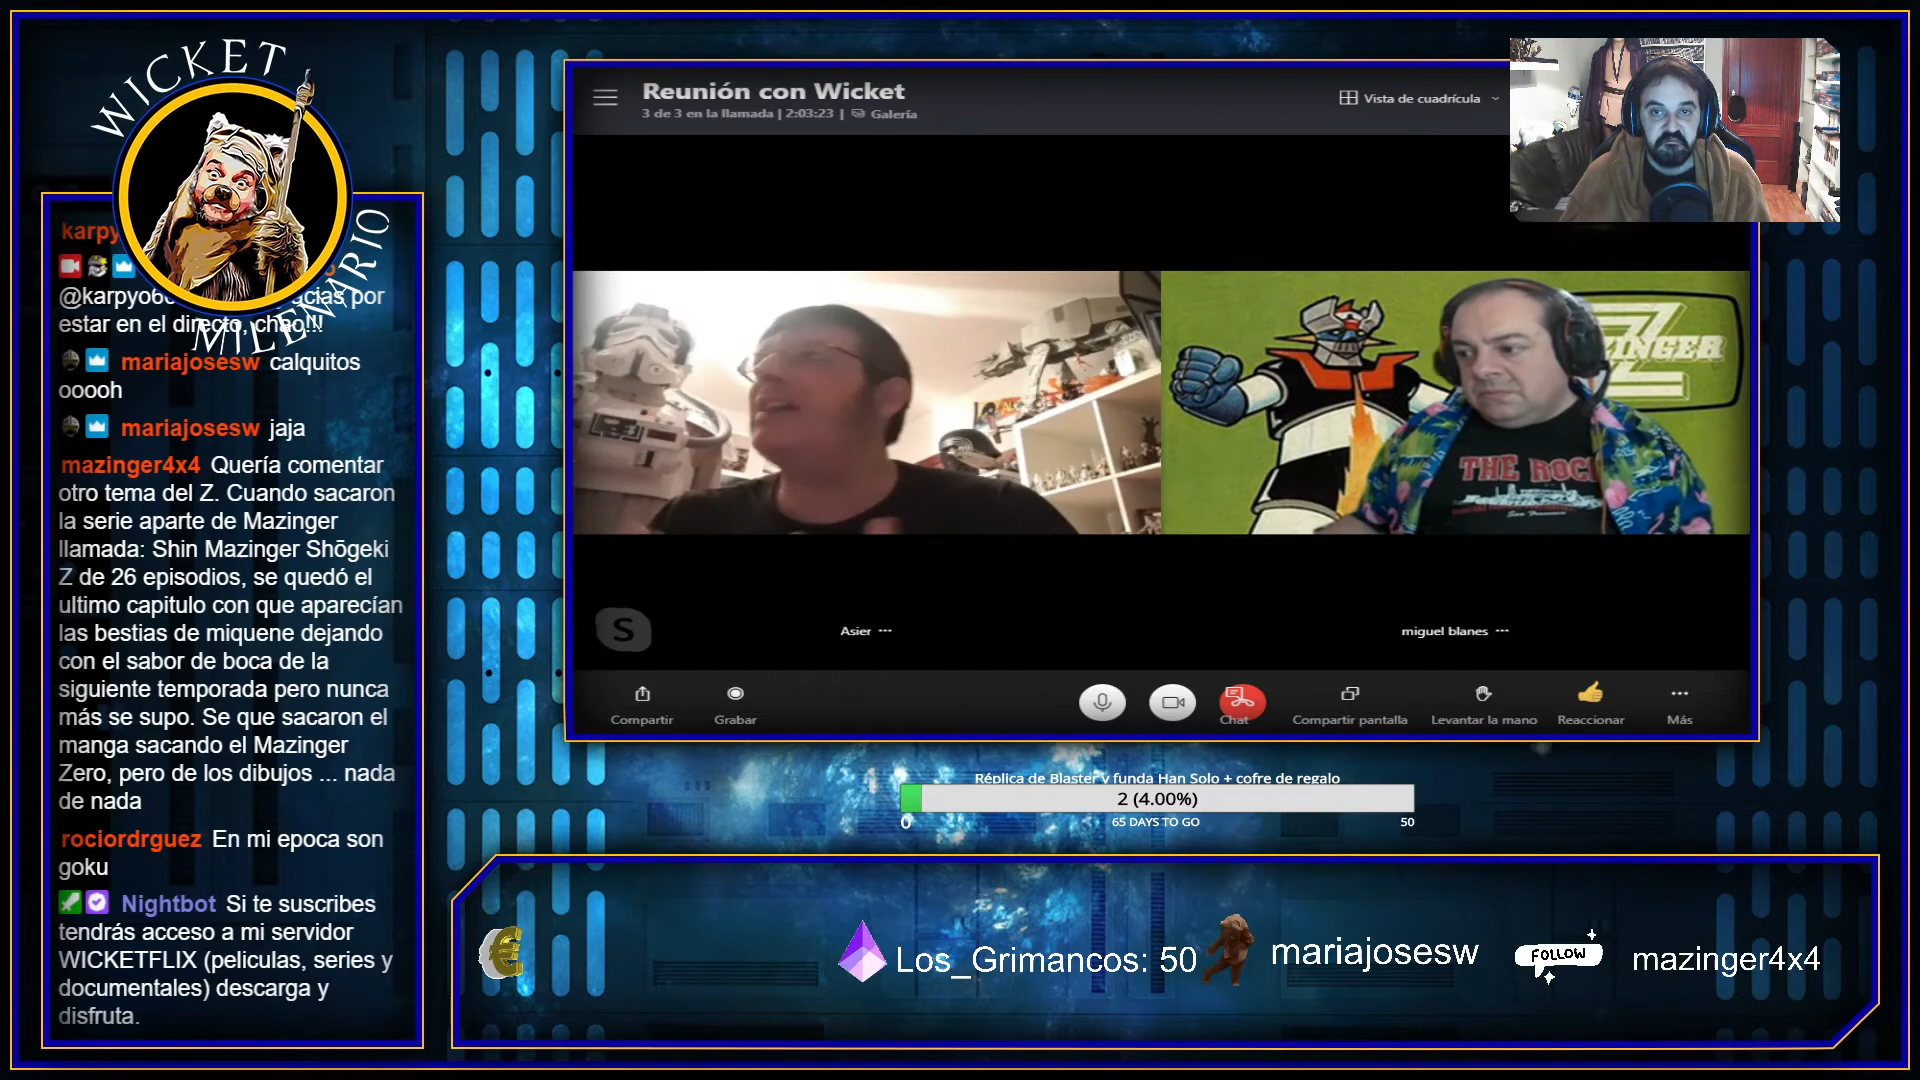 WICKET
MILENARIO
karpy
@karpyo6
cias por
estar en el directo, chao!!!
mariajosesw calquitos
ooooh
mariajosesw jaja
mazinger4x4 Quería comentar
otro tema del Z. Cuando sacaron
la serie aparte de Mazinger
llamada: Shin Mazinger Shōgeki
Z de 26 episodios, se quedó el
ultimo capitulo con que aparecían
las bestias de miquene dejando
con el sabor de boca de la
siguiente temporada pero nunca
más se supo. Se que sacaron el
manga sacando el Mazinger
Zero, pero de los dibujos ... nada
de nada
rociordrguez En mi epoca son
goku
Nightbot Si te suscribes
tendrás acceso a mi servidor
WICKETFLIX (peliculas, series y
documentales) descarga y
disfruta.
Reunión con Wicket
3 de 3 en la llamada | 2:03:23 | Galería
Vista de cuadrícula
Z
ZINGER
THE ROC
San Francisco
S
Asier ···
miguel blanes ···
Compartir
Grabar
Chat
Compartir pantalla
Levantar la mano
Reaccionar
Más
Réplica de Blaster y funda Han Solo + cofre de regalo
2 (4.00%)
0
65 DAYS TO GO
50
€
Los_Grimancos: 50
mariajosesw
FOLLOW
mazinger4x4